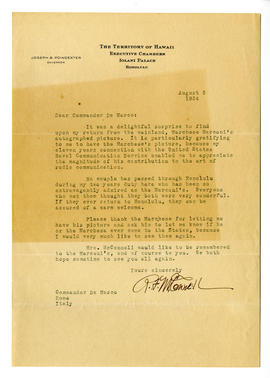 THE TERRITORY OF HAWAII
EXECUTIVE CHAMBERS
IOLANI PALACE
HONOLULU
JOSEPH B. POINDEXTER
GOVERNOR
August 8
1934
Dear Commander De Marco:
It was a delightful surprise to find
upon my return from the mainland, Marchese Marconi's
autographed picture. It is particularly gratifying
to me to have the Marchese's picture, because my
eleven years connection with the United States
Naval Communication Service enabled me to appreciate
the magnitude of his contribution to the art of
radio communication.
No couple has passed through Honolulu
during my two years duty here who has been so
extravagantly admired as the Marconi's. Everyone
who met them thought they were very wonderful.
If they ever return to Honolulu, they can be
assured of a warm welcome.
Please thank the Marchese for letting me
have his picture and ask him to let me know if he
or the Marchesa ever come to the States, because
I would very much like to see them again.
Mrs. McConnell would like to be remembered
to the Marconi's, and of course to you. We both
hope sometime to see you all again.
Yours sincerely
R.F. McConnell
Commander De Marco
Rome
Italy